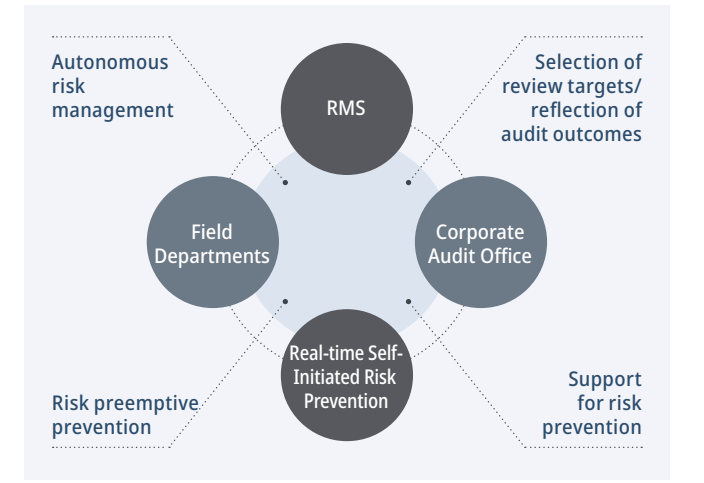 Autonomous
risk
management
RMS
Selection of
review targets/
reflection of
audit outcomes
Field
Departments
Corporate
Audit Office
Real-time Self-
Initiated Risk
Prevention
Risk preemptive
prevention
Support
for risk
prevention